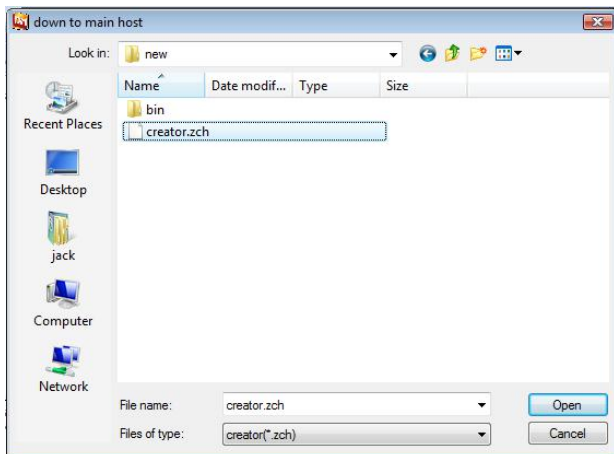 down to main host
Look in: new
Name Date modif... Type Size
bin
creator.zch
Recent Places
Desktop
jack
Computer
Network
File name: creator.zch Open
Files of type: creator(*.zch) Cancel